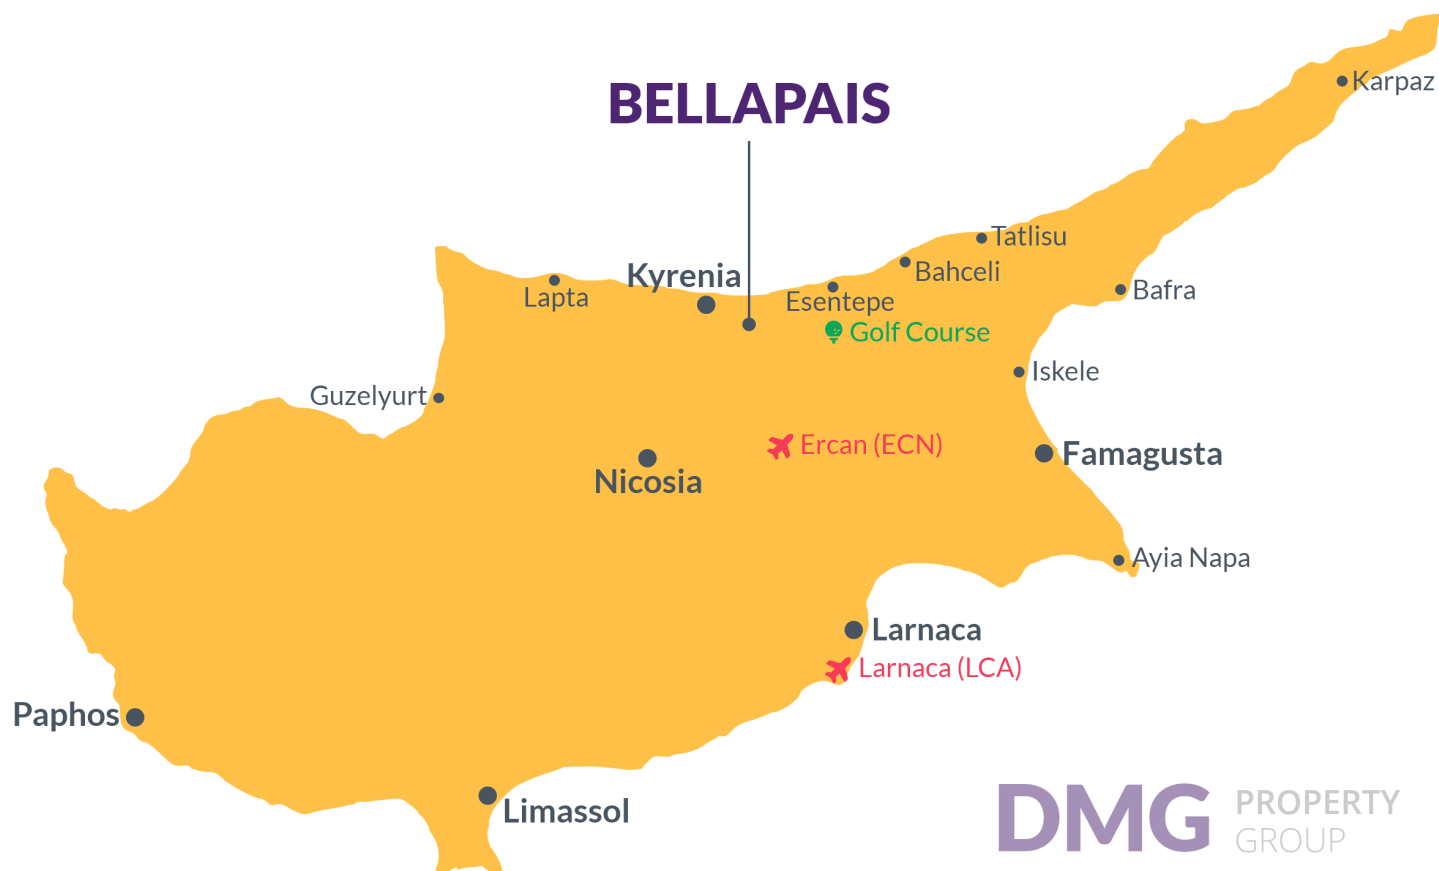 Karpaz
BELLAPAIS
Tatlisu
Bahceli
Kyrenia
Bafra
Lapta
Esentepe
Golf Course
Iskele
Guzelyurt
Ercan (ECN)
Famagusta
Nicosia
Ayia Napa
Larnaca
Larnaca (LCA)
Paphos
Limassol
DMG PROPERTY
GROUP